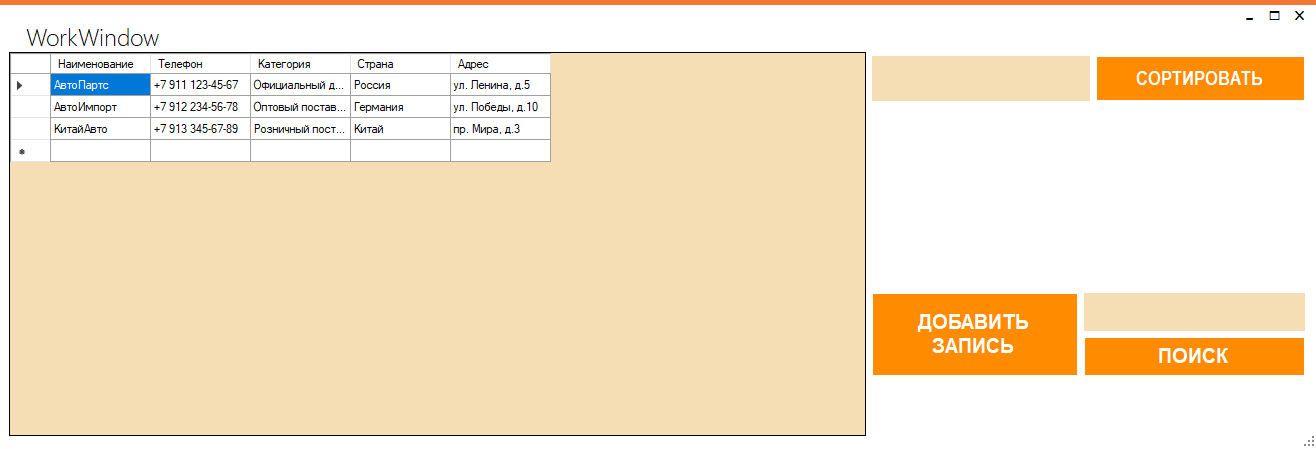 WorkWindow
Наименование Телефон Категория Страна Адрес
АвтоПартс +7 911 123-45-67 Официальный д... Россия ул. Ленина, д.5
АвтоИмпорт +7 912 234-56-78 Оптовый постав... Германия ул. Победы, д.10
КитайАвто +7 913 345-67-89 Розничный пост... Китай пр. Мира, д.3
СОРТИРОВАТЬ
ДОБАВИТЬ
ЗАПИСЬ
ПОИСК